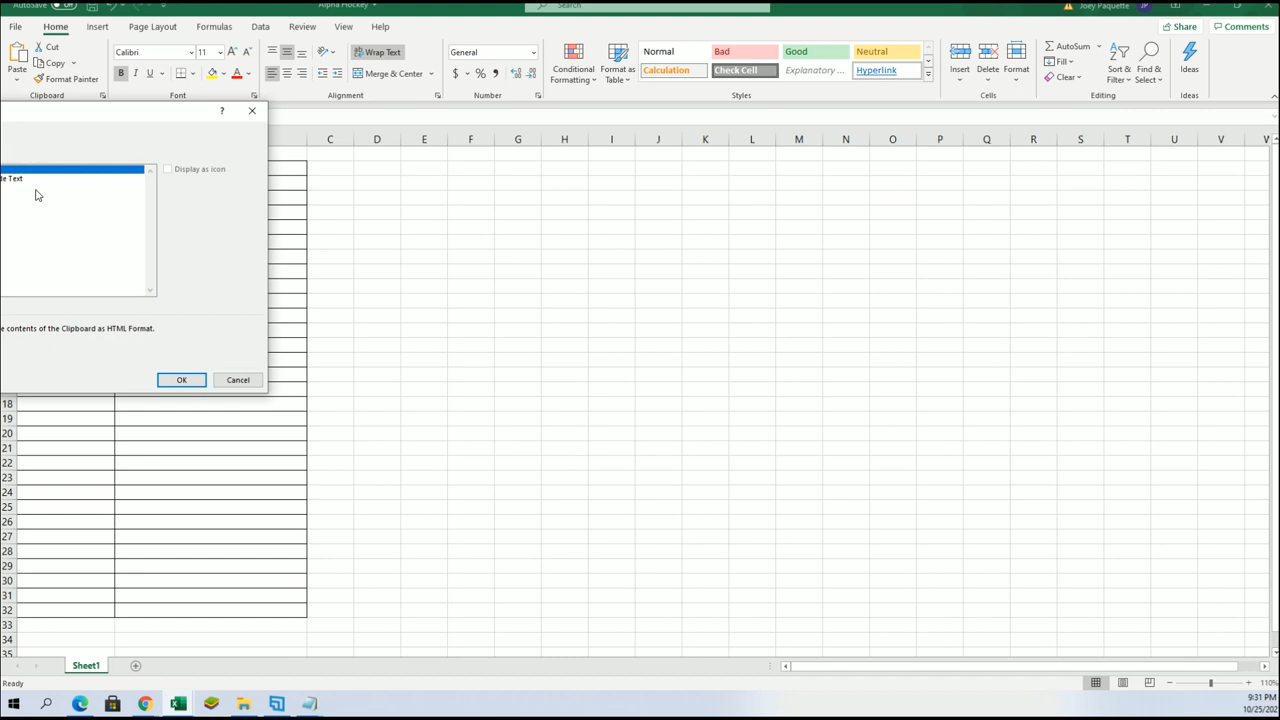 AutoSave Off Alpha Hockey Search Joey Paquette JP
File Home Insert Page Layout Formulas Data Review View Help Share Comments
Paste Cut Copy Format Painter Clipboard
Calibri 11 B I U Font
Wrap Text Merge & Center Alignment
General $ % Number
Conditional Formatting Format as Table Normal Bad Good Neutral Calculation Check Cell Explanatory ... Hyperlink Styles
Insert Delete Format Cells
AutoSum Fill Clear Sort & Filter Find & Select Editing
Ideas Ideas
? ×
Display as icon
de Text
e contents of the Clipboard as HTML Format.
OK Cancel
C D E F G H I J K L M N O P Q R S T U V W
18
19
20
21
22
23
24
25
26
27
28
29
30
31
32
33
34
35
Sheet1
Ready 110%
9:31 PM
10/25/202